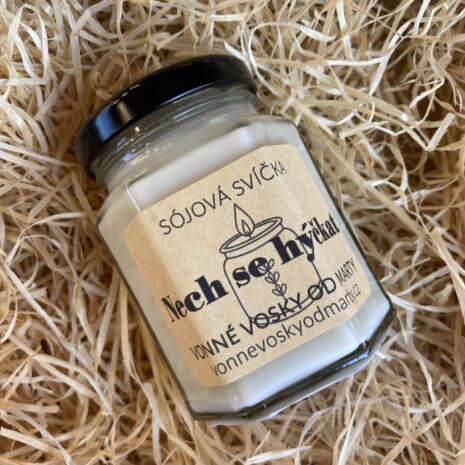 SÓJOVÁ SVÍČKA
Nech se hýčkat
VONNÉ VOSKY OD MARTY
vonnevoskyodmarty.cz